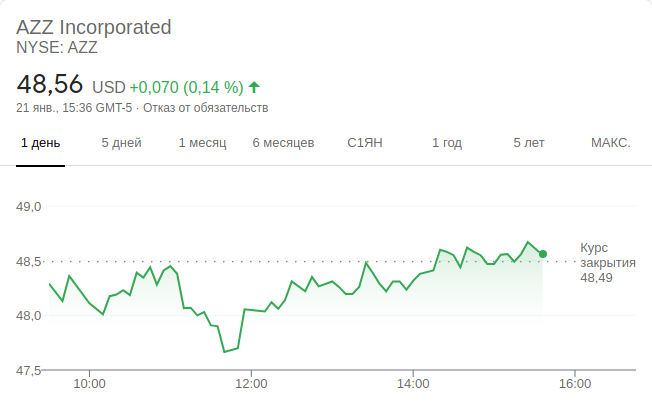 AZZ Incorporated
NYSE: AZZ
48,56 USD +0,070 (0,14 %)
21 янв., 15:36 GMT-5 · Отказ от обязательств
1 день 5 дней 1 месяц 6 месяцев С1ЯН 1 год 5 лет МАКС.
49,0
48,5
Курс
закрытия
48,49
48,0
47,5
10:00 12:00 14:00 16:00